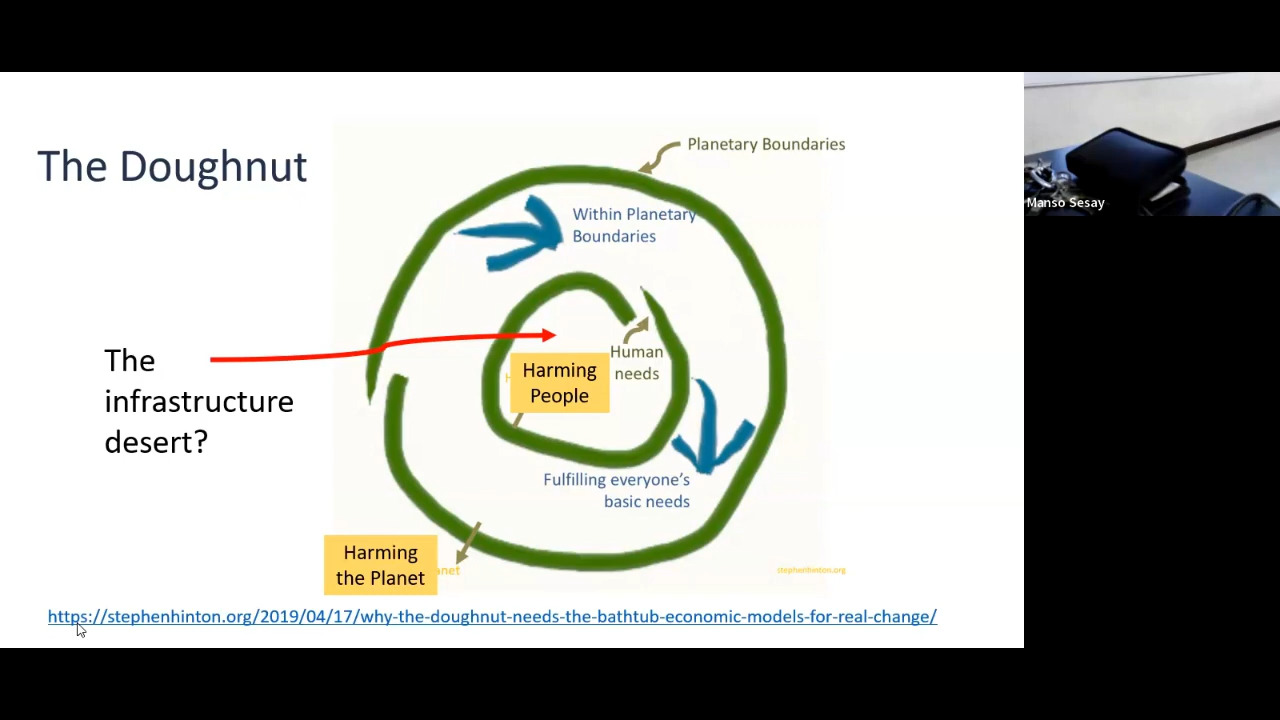 The Doughnut
Planetary Boundaries
Within Planetary
Boundaries
The
infrastructure
desert?
Human
needs
Harming
People
Fulfilling everyone's
basic needs
Harming
the Planet
anet
stephenhinton.org
https://stephenhinton.org/2019/04/17/why-the-doughnut-needs-the-bathtub-economic-models-for-real-change/
Manso Sesay